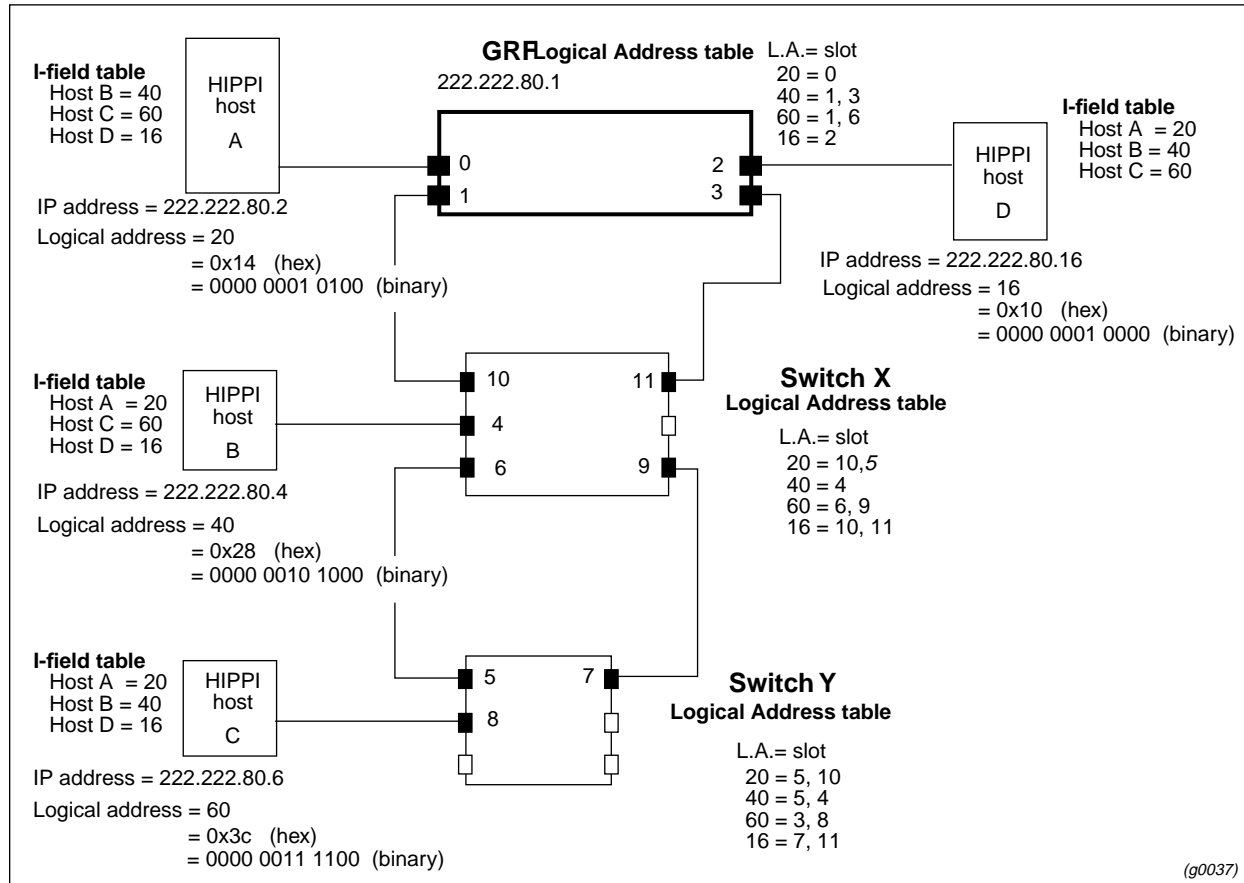 GRF Logical Address table
222.222.80.1
L.A.= slot
20 = 0
40 = 1, 3
60 = 1, 6
16 = 2
I-field table
Host B = 40
Host C = 60
Host D = 16
HIPPI
host
A
IP address = 222.222.80.2
Logical address = 20
= 0x14 (hex)
= 0000 0001 0100 (binary)
0
1
2
3
HIPPI
host
D
I-field table
Host A = 20
Host B = 40
Host C = 60
IP address = 222.222.80.16
Logical address = 16
= 0x10 (hex)
= 0000 0001 0000 (binary)
I-field table
Host A = 20
Host C = 60
Host D = 16
HIPPI
host
B
IP address = 222.222.80.4
Logical address = 40
= 0x28 (hex)
= 0000 0010 1000 (binary)
10
4
6
11
9
Switch X
Logical Address table
L.A.= slot
20 = 10,5
40 = 4
60 = 6, 9
16 = 10, 11
I-field table
Host A = 20
Host B = 40
Host D = 16
HIPPI
host
C
IP address = 222.222.80.6
Logical address = 60
= 0x3c (hex)
= 0000 0011 1100 (binary)
5
8
7
Switch Y
Logical Address table
L.A.= slot
20 = 5, 10
40 = 5, 4
60 = 3, 8
16 = 7, 11
(g0037)